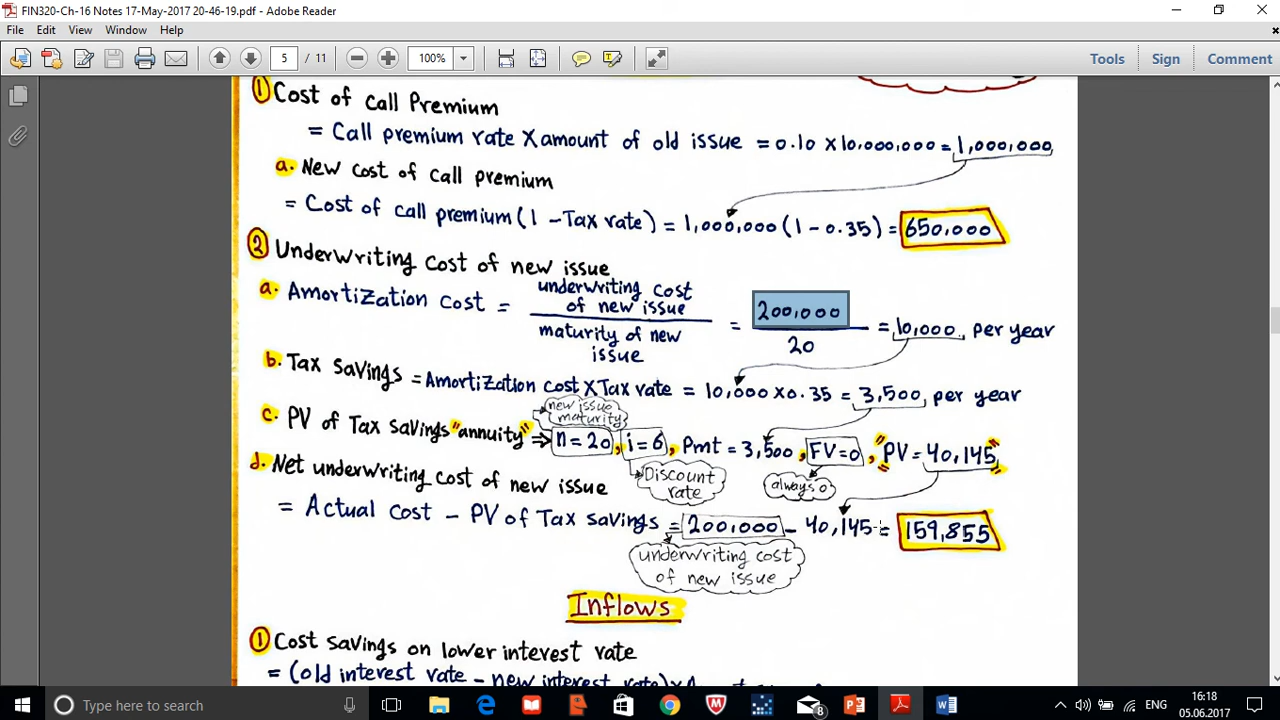 FIN320-Ch-16 Notes 17-May-2017 20-46-19.pdf - Adobe Reader
File Edit View Window Help
5 / 11 100% Tools Sign Comment
① Cost of Call Premium
= Call premium rate X amount of old issue = 0.10 X 10,000,000 = 1,000,000
a. New cost of call premium
= Cost of call premium (1 - Tax rate) = 1,000,000 (1 - 0.35) = 650,000
② Underwriting Cost of new issue
a. Amortization Cost = underwriting cost of new issue / maturity of new issue = 200,000 / 20 = 10,000 per year
b. Tax Savings = Amortization cost X Tax rate = 10,000 X 0.35 = 3,500 per year
new issue maturity
c. PV of Tax savings "annuity" ⇒ n = 20, i = 6, Pmt = 3,500, FV = 0, "PV = 40,145"
Discount rate
always 0
d. Net underwriting cost of new issue
= Actual Cost - PV of Tax savings = 200,000 - 40,145 = 159,855
underwriting cost of new issue
Inflows
① Cost savings on lower interest rate
= (old interest rate - new interest rate) x
Type here to search
8
ENG
16:18
05.06.2017